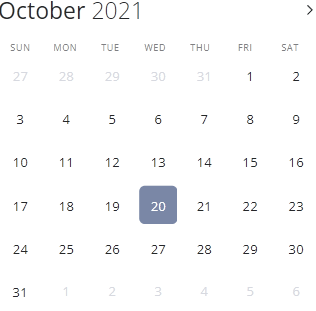 October 2021
SUN MON TUE WED THU FRI SAT
27 28 29 30 31 1 2
3 4 5 6 7 8 9
10 11 12 13 14 15 16
17 18 19 20 21 22 23
24 25 26 27 28 29 30
31 1 2 3 4 5 6